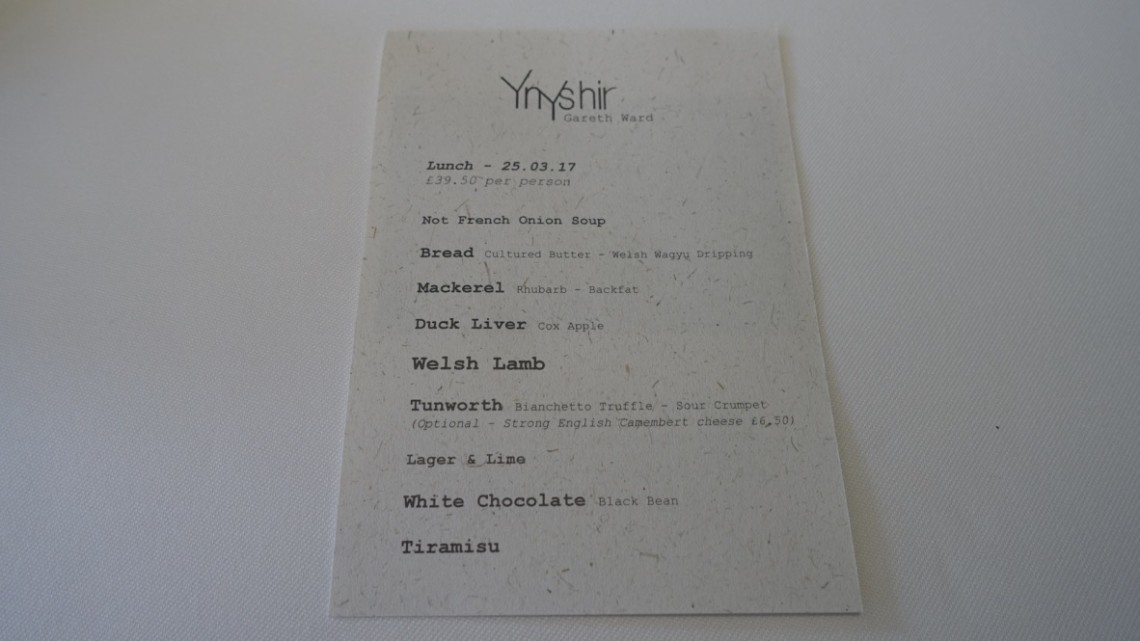 Ynyshir
Gareth Ward
Lunch - 25.03.17
£39.50 per person
Not French Onion Soup
Bread Cultured Butter - Welsh Wagyu Dripping
Mackerel Rhubarb - Backfat
Duck Liver Cox Apple
Welsh Lamb
Tunworth Bianchetto Truffle - Sour Crumpet
(Optional - Strong English Camembert cheese £6,50)
Lager & Lime
White Chocolate Black Bean
Tiramisu